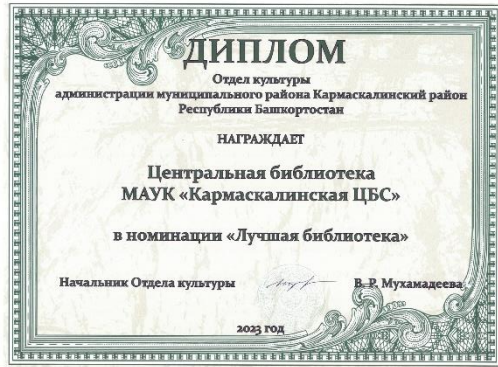 ДИПЛОМ
Отдел культуры
администрации муниципального района Кармаскалинский район
Республики Башкортостан
НАГРАЖДАЕТ
Центральная библиотека
МАУК «Кармаскалинская ЦБС»
в номинации «Лучшая библиотека»
Начальник Отдела культуры В. Р. Мухамадеева
2023 год